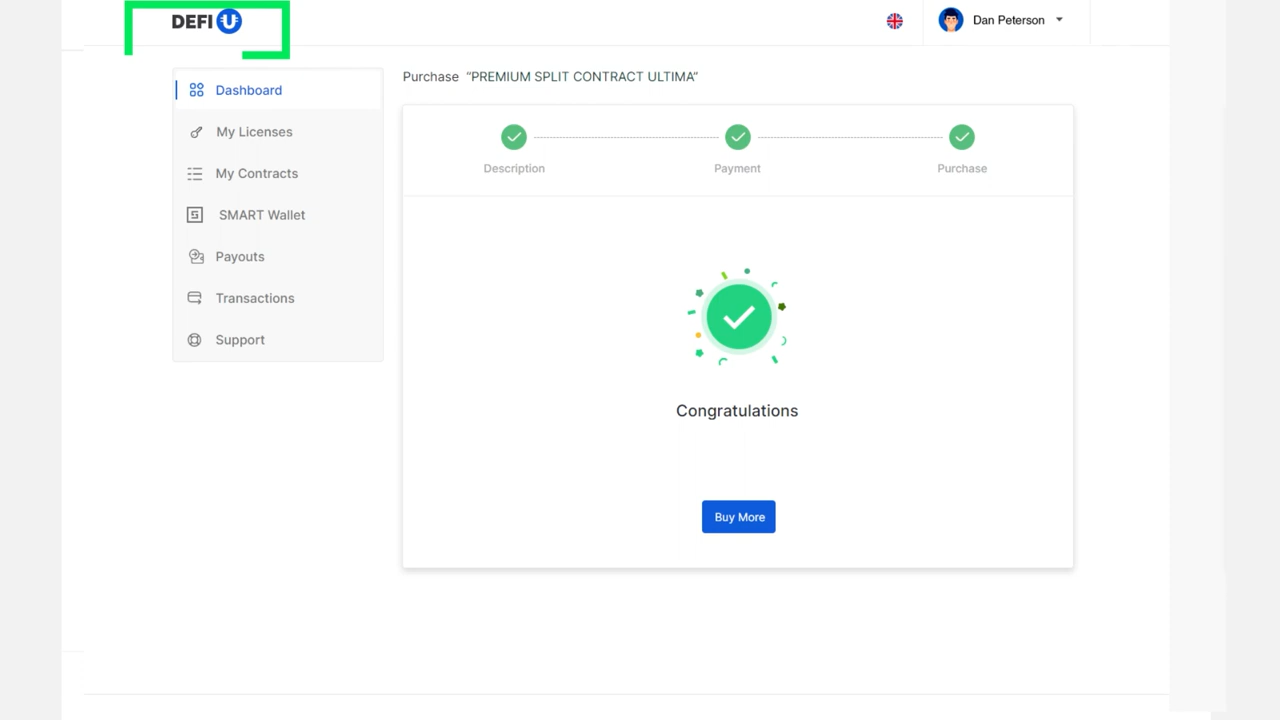 DEFI U
Dan Peterson
Dashboard
My Licenses
My Contracts
SMART Wallet
Payouts
Transactions
Support
Purchase “PREMIUM SPLIT CONTRACT ULTIMA”
Description
Payment
Purchase
Congratulations
Buy More